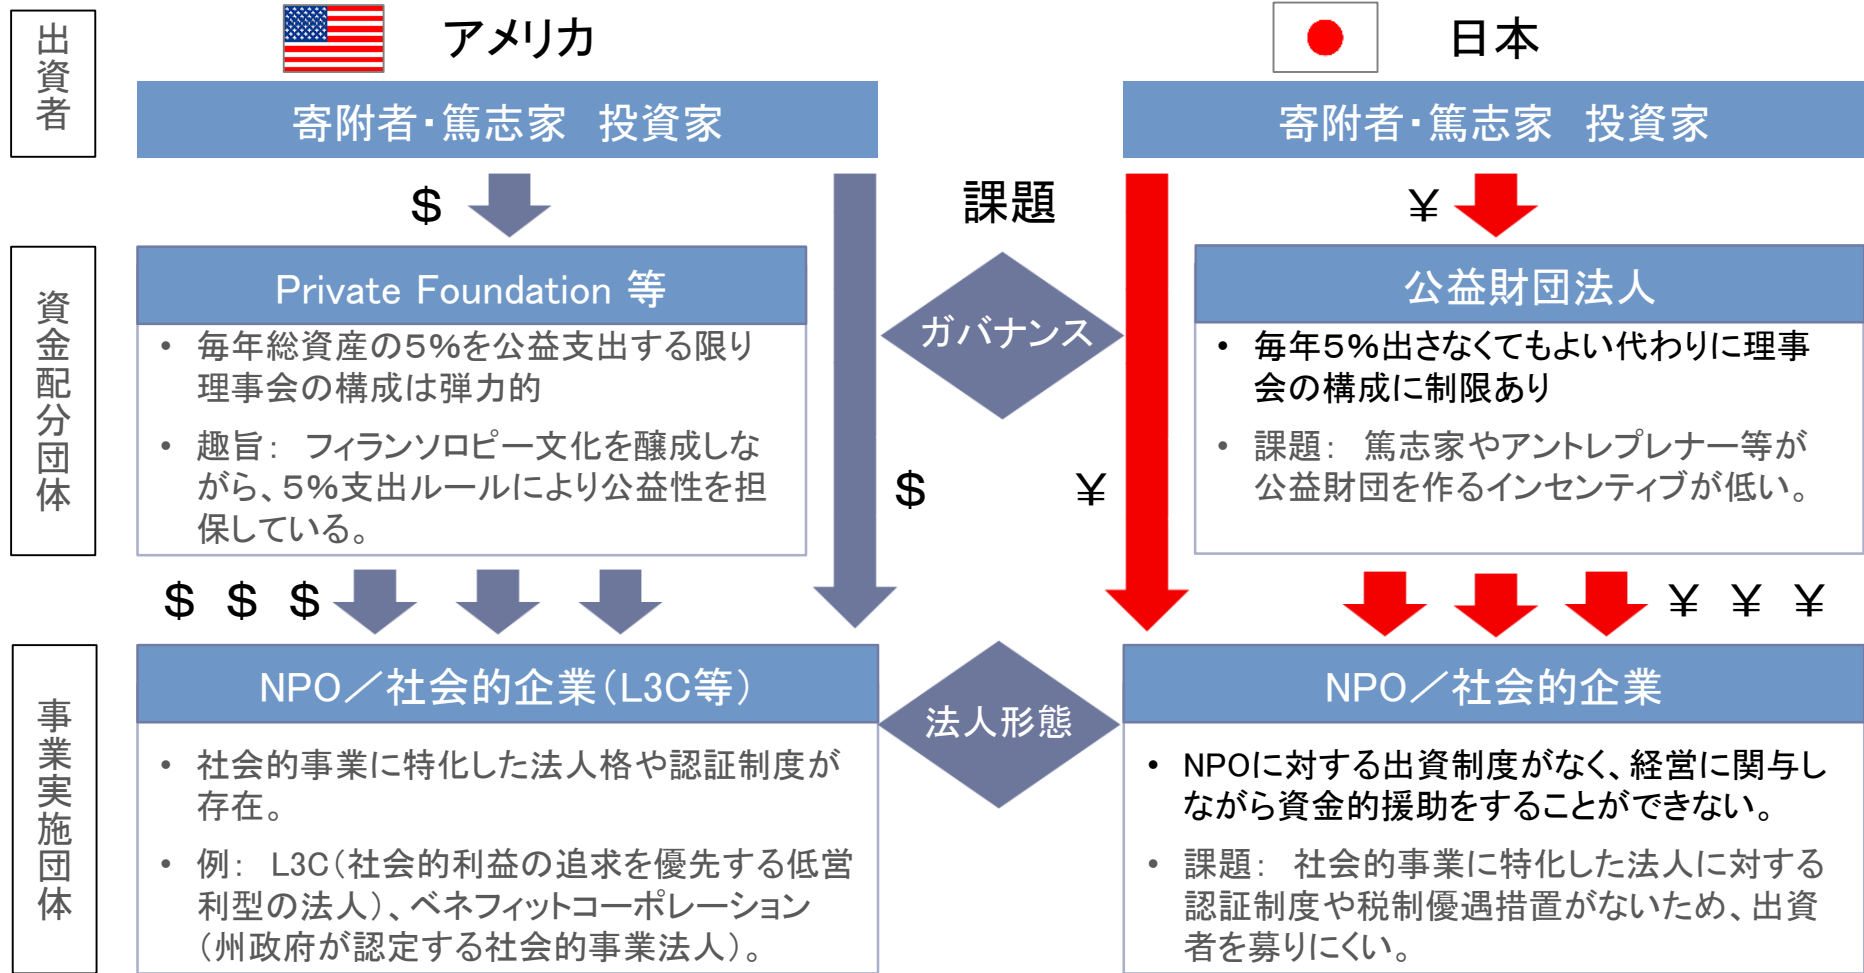 出資者
アメリカ
日本
寄附者・篤志家　投資家
寄附者・篤志家　投資家
＄
課題
￥
資金配分団体
Private Foundation 等
・ 毎年総資産の５％を公益支出する限り
理事会の構成は弾力的
・ 趣旨：　フィランソロピー文化を醸成しな
がら、５％支出ルールにより公益性を担
保している。
ガバナンス
公益財団法人
・ 毎年５％出さなくてもよい代わりに理事
会の構成に制限あり
・ 課題：　篤志家やアントレプレナー等が
公益財団を作るインセンティブが低い。
＄
￥
＄ ＄ ＄
￥ ￥ ￥
事業実施団体
NPO／社会的企業（L3C等）
・ 社会的事業に特化した法人格や認証制度が
存在。
・ 例：　L3C（社会的利益の追求を優先する低営
利型の法人）、ベネフィットコーポレーション
（州政府が認定する社会的事業法人）。
法人形態
NPO／社会的企業
・ NPOに対する出資制度がなく、経営に関与し
ながら資金的援助をすることができない。
・ 課題：　社会的事業に特化した法人に対する
認証制度や税制優遇措置がないため、出資
者を募りにくい。